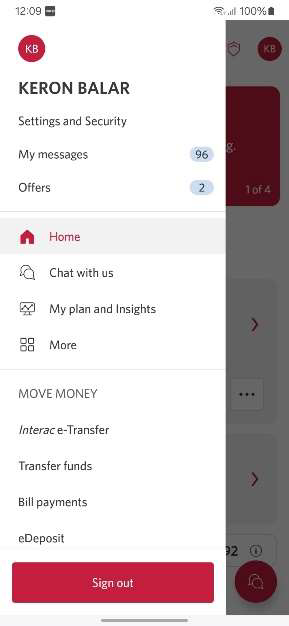 12:09
100%
KB
KB
KERON BALAR
Settings and Security
My messages 96
Offers 2
g.
1 of 4
Home
Chat with us
My plan and Insights
More
MOVE MONEY
Interac e-Transfer
Transfer funds
Bill payments
eDeposit
92
Sign out